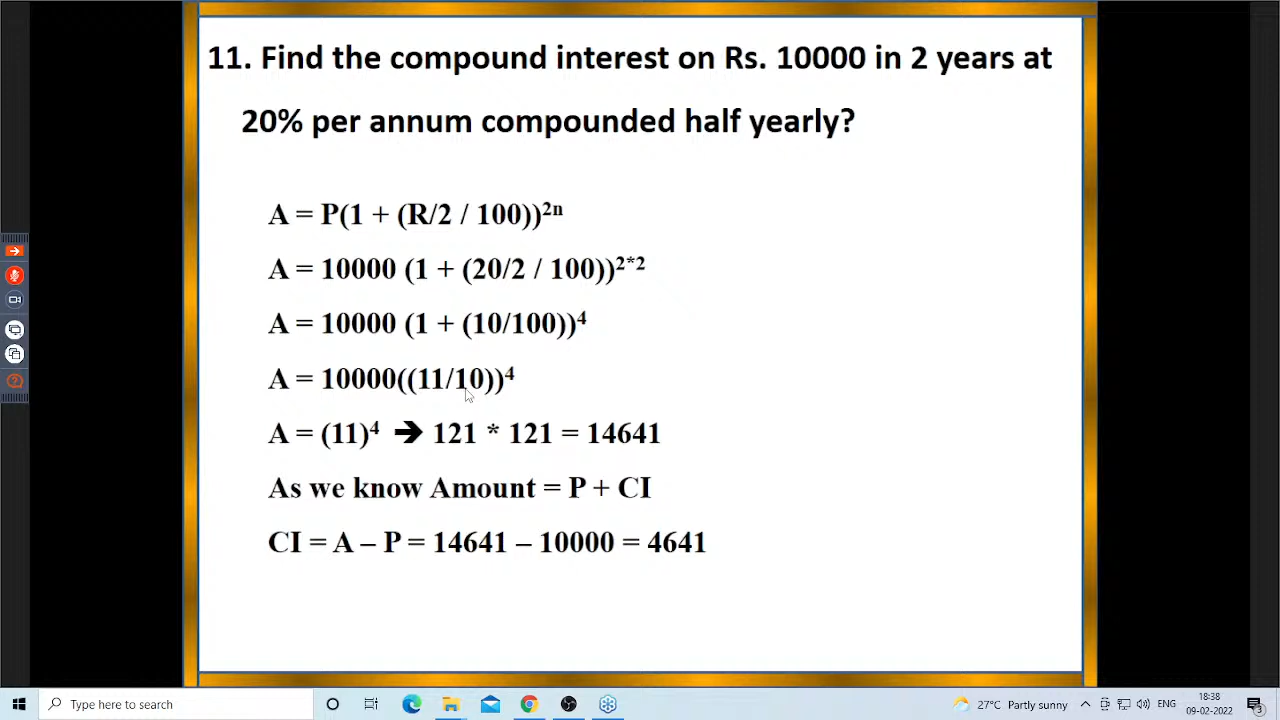 11. Find the compound interest on Rs. 10000 in 2 years at
20% per annum compounded half yearly?
A = P(1 + (R/2 / 100))²ⁿ
A = 10000 (1 + (20/2 / 100))²*²
A = 10000 (1 + (10/100))⁴
A = 10000((11/10))⁴
A = (11)⁴ ➔ 121 * 121 = 14641
As we know Amount = P + CI
CI = A – P = 14641 – 10000 = 4641
Type here to search
27°C Partly sunny
ENG
18:38
09-02-2022
3